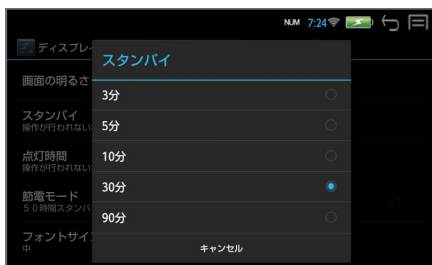 NUM 7:24
ディスプレ
スタンバイ
画面の明るさ
3分
スタンバイ
操作が行われない
5分
点灯時間
操作が行われない
10分
30分
節電モード
50時間スタンバ
90分
フォントサイ
中
キャンセル